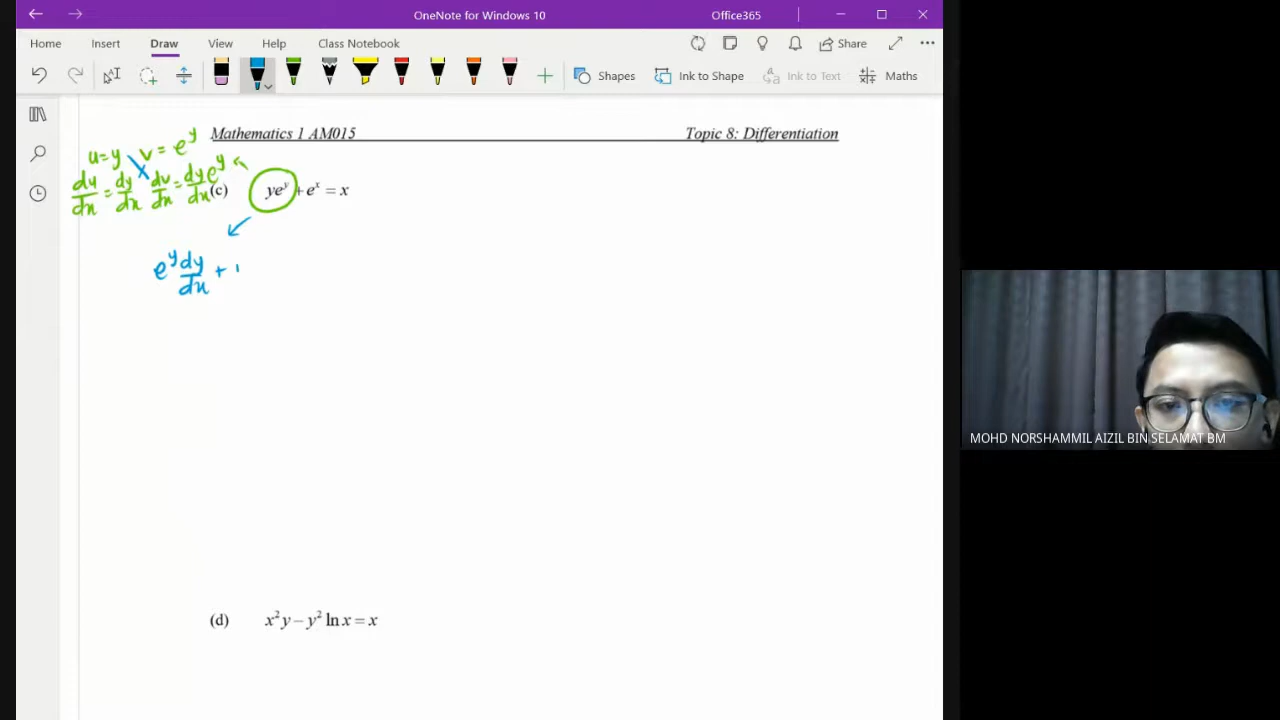 OneNote for Windows 10
Office365
Home Insert Draw View Help Class Notebook
Share
Shapes Ink to Shape Ink to Text Maths
Mathematics 1 AM015 Topic 8: Differentiation
u=y v=e^y
du/dx = dy/dx dv/dx = dy/dx e^y
(c) ye^y + e^x = x
e^y dy/dx +
MOHD NORSHAMMIL AIZIL BIN SELAMAT BM
(d) x²y – y² ln x = x